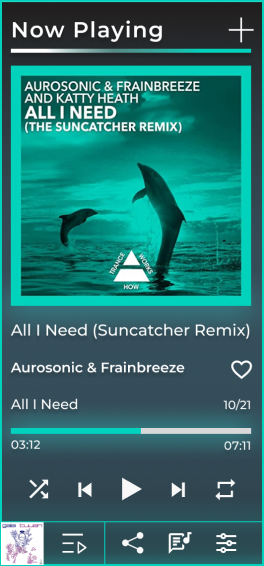 Now Playing
AUROSONIC & FRAINBREEZE
AND KATTY HEATH
ALL I NEED
(THE SUNCATCHER REMIX)
TRANCE WORKS
HOW
All I Need (Suncatcher Remix)
Aurosonic & Frainbreeze
All I Need
10/21
03:12
07:11